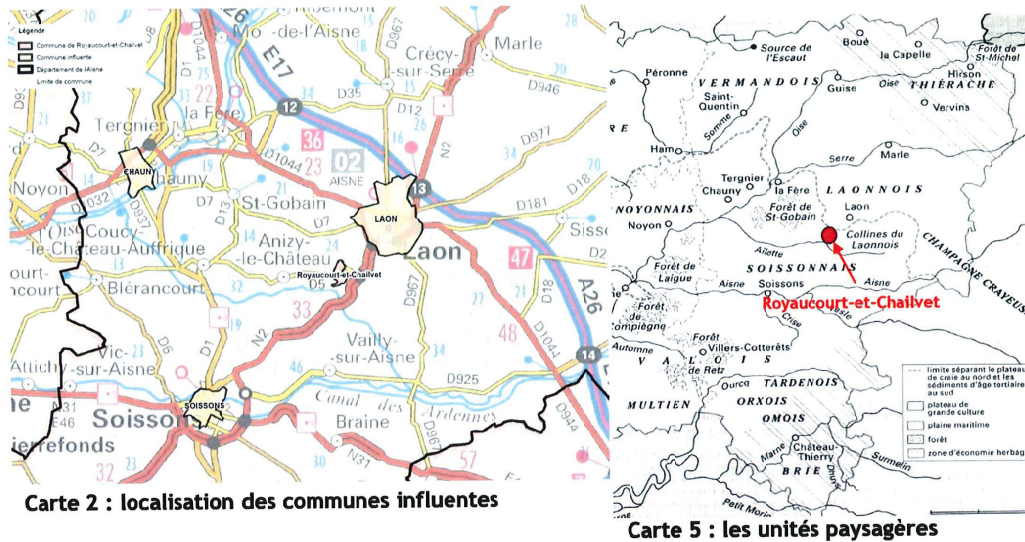 Légende
Commune de Royaucourt-et-Chailvet
Commune influente
Département de l'Aisne
Limite de commune
de-l'Aisne
D1044
A26
E17
D967
Marle
Crécy-
sur-Serre
D35
D12
D946
la Fère
Tergnier
D7
CHAUNY
Chauny
Noyon
D1032
D937
D1
D13
St-Gobain
D7
D1044
36
23
02
AISNE
12
13
N2
D977
D18
D181
LAON
Laon
47
Coucy
-le-Château-Auffrique
Anizy-
-le-Château
Royaucourt-et-Chailvet
D5
Blérancourt
33
N2
D967
48
D1044
A26
14
Vic-
-sur-Aisne
Attichy
D6
D1
Vailly
-sur-Aisne
D925
SOISSONS
Soissons
Canal des Ardennes
Braine
N31
E46
32
57
D967
D944
Carte 2 : localisation des communes influentes
Source de
l'Escaut
Boué
la Capelle
Forêt de
St-Michel
Hirson
Péronne
VERMANDOIS
Guise
Oise
THIÉRACHE
Vervins
Saint-
Quentin
Somme
Oise
Ham
Serre
Marle
Tergnier
Chauny
la Fère
LAONNOIS
NOYONNAIS
Forêt de
St-Gobain
Laon
Noyon
Collines du
Laonnois
Ailette
CHAMPAGNE CRAYEUSE
Forêt de
Laigue
SOISSONNAIS
Aisne
Soissons
Aisne
Royaucourt-et-Chailvet
Forêt
de
Compiègne
Crise
Vesle
Automne
Forêt
Villers-Cotterêts
de Retz
VALOIS
Ourcq
TARDENOIS
MULTIEN
ORXOIS
OMOIS
Marne
Château-
Thierry
BRIE
Surmelin
Petit Morin
limite séparant le plateau
de craie au nord et les
sédiments d'âge tertiaire
au sud
plateau de
grande culture
plaine maritime
forêt
zone d'économie herbag
Carte 5 : les unités paysagères